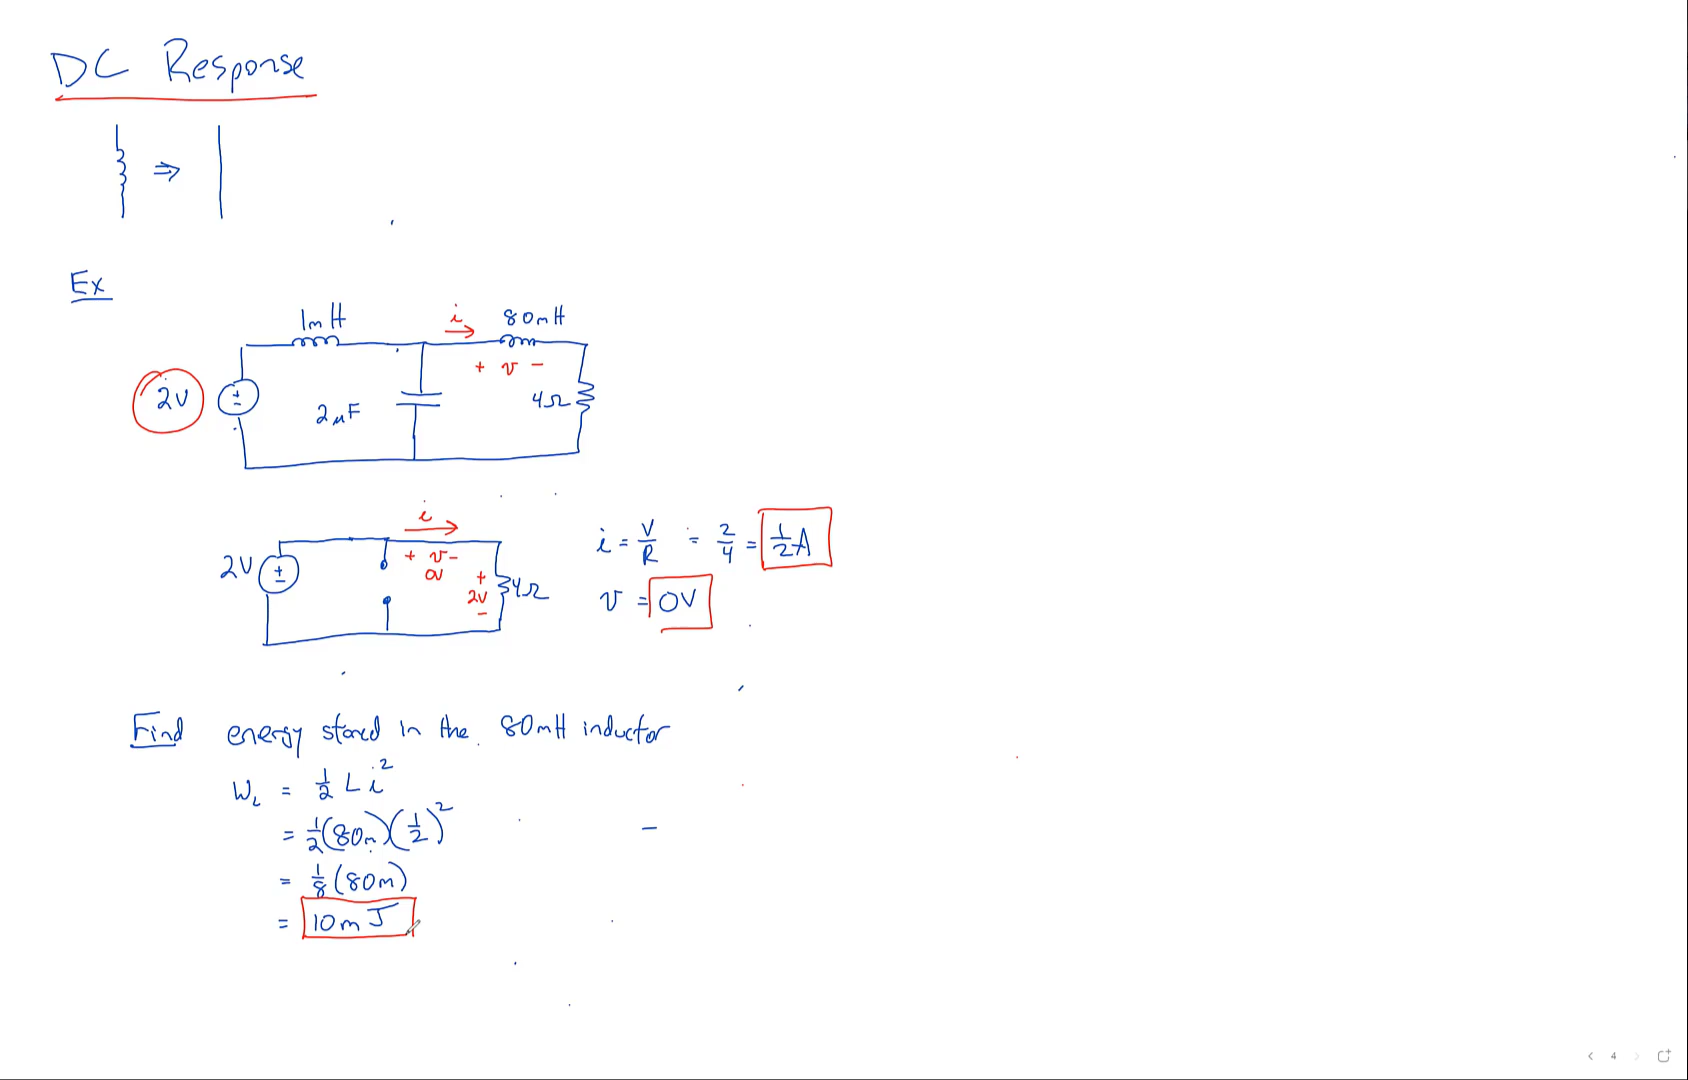 DC Response
⇒
Ex
1mH
i
80mH
+ v -
2V
+
-
2μF
4Ω
i
2V
+
-
+ v -
0V
+
2V
-
4Ω
i = V/R = 2/4 = 1/2 A
v = 0V
Find energy stored in the 80mH inductor
W_L = 1/2 L i²
= 1/2 (80m)(1/2)²
= 1/8 (80m)
= 10mJ
4